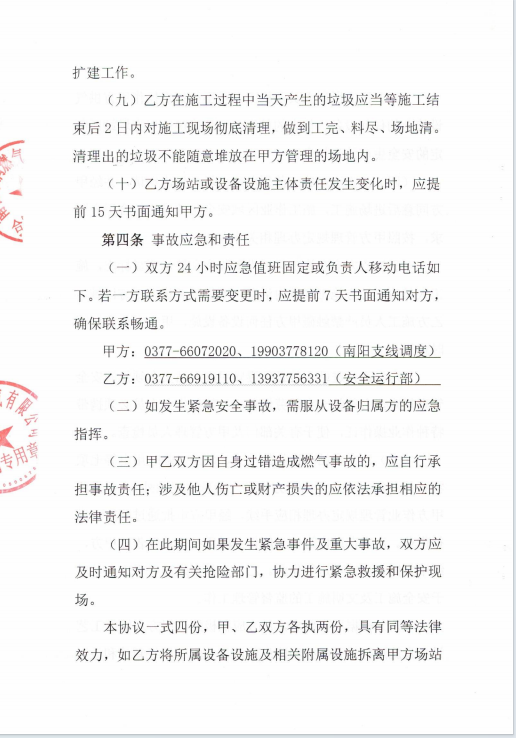 扩建工作。
（九）乙方在施工过程中当天产生的垃圾应当等施工结
束后2日内对施工现场彻底清理，做到工完、料尽、场地清。
清理出的垃圾不能随意堆放在甲方管理的场地内。
（十）乙方场站或设备设施主体责任发生变化时，应提
前15天书面通知甲方。
第四条 事故应急和责任
（一）双方24小时应急值班固定或负责人移动电话如
下。若一方联系方式需要变更时，应提前7天书面通知对方，
确保联系畅通。
甲方：0377-66072020、19903778120（南阳支线调度）
乙方：0377-66919110、13937756331（安全运行部）
（二）如发生紧急安全事故，需服从设备归属方的应急
指挥。
（三）甲乙双方因自身过错造成燃气事故的，应自行承
担事故责任；涉及他人伤亡或财产损失的应依法承担相应的
法律责任。
（四）在此期间如果发生紧急事件及重大事故，双方应
及时通知对方及有关抢险部门，协力进行紧急救援和保护现
场。
本协议一式四份，甲、乙双方各执两份，具有同等法律
效力，如乙方将所属设备设施及相关附属设施拆离甲方场站
有限公司
专用章